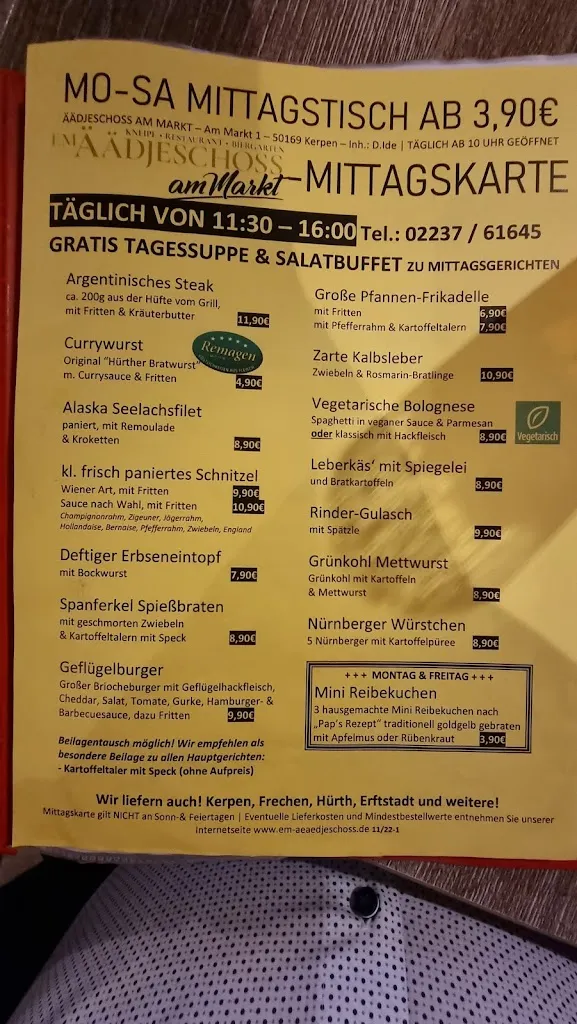 MO-SA MITTAGSTISCH AB 3,90€
ÄÄDJESCHOSS AM MARKT – Am Markt 1 – 50169 Kerpen – Inh.: D.Ide | TÄGLICH AB 10 UHR GEÖFFNET
KNEIPE • RESTAURANT • BIERGARTEN
EM ÄÄDJESCHOSS
am Markt -MITTAGSKARTE
TÄGLICH VON 11:30 – 16:00 Tel.: 02237 / 61645
GRATIS TAGESSUPPE & SALATBUFFET ZU MITTAGSGERICHTEN
Argentinisches Steak
ca. 200g aus der Hüfte vom Grill,
mit Fritten & Kräuterbutter 11,90€
Currywurst
Original "Hürther Bratwurst"
m. Currysauce & Fritten 4,90€
Remagen
Alaska Seelachsfilet
paniert, mit Remoulade
& Kroketten 8,90€
kl. frisch paniertes Schnitzel
Wiener Art, mit Fritten 9,90€
Sauce nach Wahl, mit Fritten 10,90€
Champignonrahm, Zigeuner, Jägerrahm,
Hollandaise, Bernaise, Pfefferrahm, Zwiebeln, England
Deftiger Erbseneintopf
mit Bockwurst 7,90€
Spanferkel Spießbraten
mit geschmorten Zwiebeln
& Kartoffeltalern mit Speck 8,90€
Geflügelburger
Großer Briocheburger mit Geflügelhackfleisch,
Cheddar, Salat, Tomate, Gurke, Hamburger- &
Barbecuesauce, dazu Fritten 9,90€
Beilagentausch möglich! Wir empfehlen als
besondere Beilage zu allen Hauptgerichten:
- Kartoffeltaler mit Speck (ohne Aufpreis)
Große Pfannen-Frikadelle
mit Fritten 6,90€
mit Pfefferrahm & Kartoffeltalern 7,90€
Zarte Kalbsleber
Zwiebeln & Rosmarin-Bratlinge 10,90€
Vegetarische Bolognese
Spaghetti in veganer Sauce & Parmesan
oder klassisch mit Hackfleisch 8,90€
Vegetarisch
Leberkäs' mit Spiegelei
und Bratkartoffeln 8,90€
Rinder-Gulasch
mit Spätzle 9,90€
Grünkohl Mettwurst
Grünkohl mit Kartoffeln
& Mettwurst 8,90€
Nürnberger Würstchen
5 Nürnberger mit Kartoffelpüree 8,90€
+++ MONTAG & FREITAG +++
Mini Reibekuchen
3 hausgemachte Mini Reibekuchen nach
„Pap's Rezept" traditionell goldgelb gebraten
mit Apfelmus oder Rübenkraut 3,90€
Wir liefern auch! Kerpen, Frechen, Hürth, Erftstadt und weitere!
Mittagskarte gilt NICHT an Sonn-& Feiertagen | Eventuelle Lieferkosten und Mindestbestellwerte entnehmen Sie unserer
Internetseite www.em-aeaedjeschoss.de 11/22-1